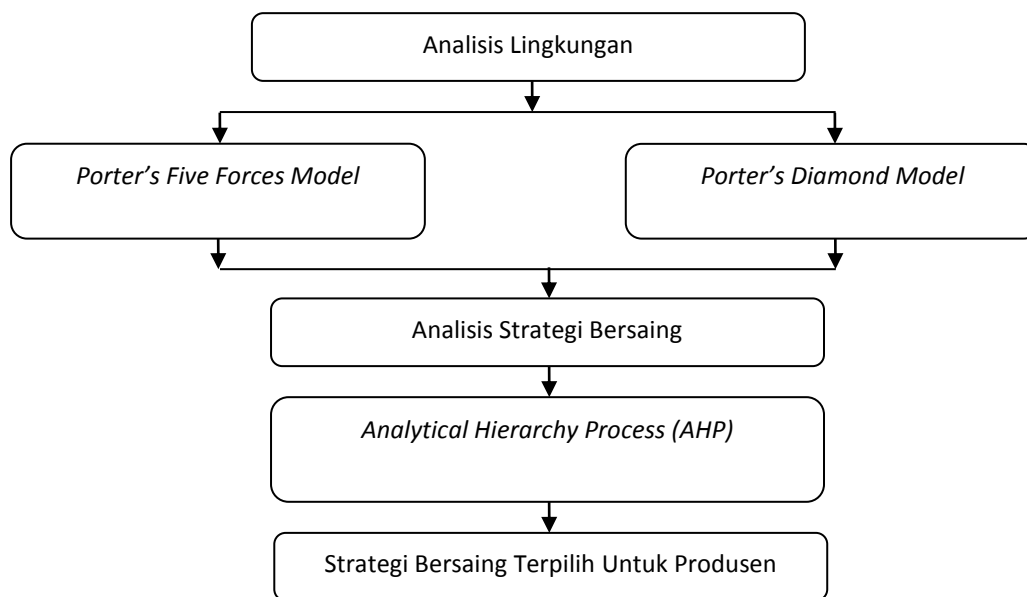 Analisis Lingkungan
Porter’s Five Forces Model
Porter’s Diamond Model
Analisis Strategi Bersaing
Analytical Hierarchy Process (AHP)
Strategi Bersaing Terpilih Untuk Produsen